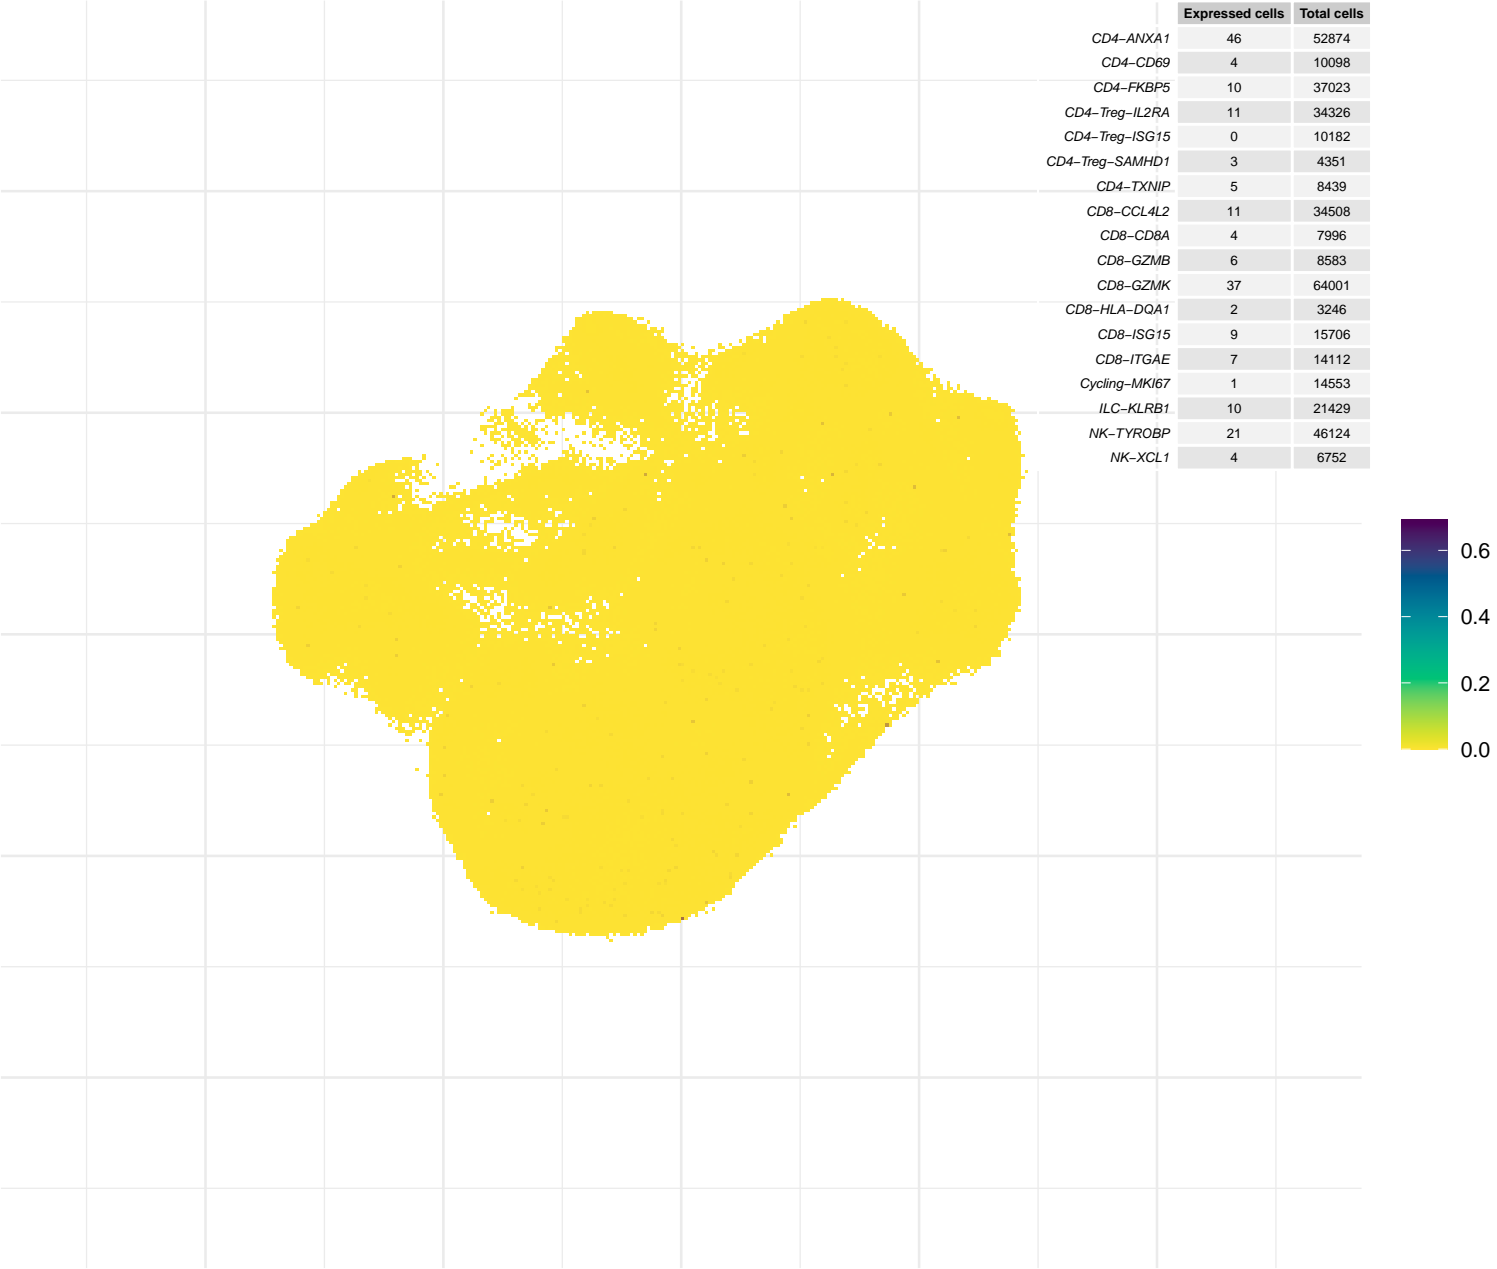 Expressed cells Total cells
CD4−ANXA1 46 52874
CD4−CD69 4 10098
CD4−FKBP5 10 37023
CD4−Treg−IL2RA 11 34326
CD4−Treg−ISG15 0 10182
CD4−Treg−SAMHD1 3 4351
CD4−TXNIP 5 8439
CD8−CCL4L2 11 34508
CD8−CD8A 4 7996
CD8−GZMB 6 8583
CD8−GZMK 37 64001
CD8−HLA−DQA1 2 3246
CD8−ISG15 9 15706
CD8−ITGAE 7 14112
Cycling−MKI67 1 14553
ILC−KLRB1 10 21429
NK−TYROBP 21 46124
NK−XCL1 4 6752
0.6
0.4
0.2
0.0